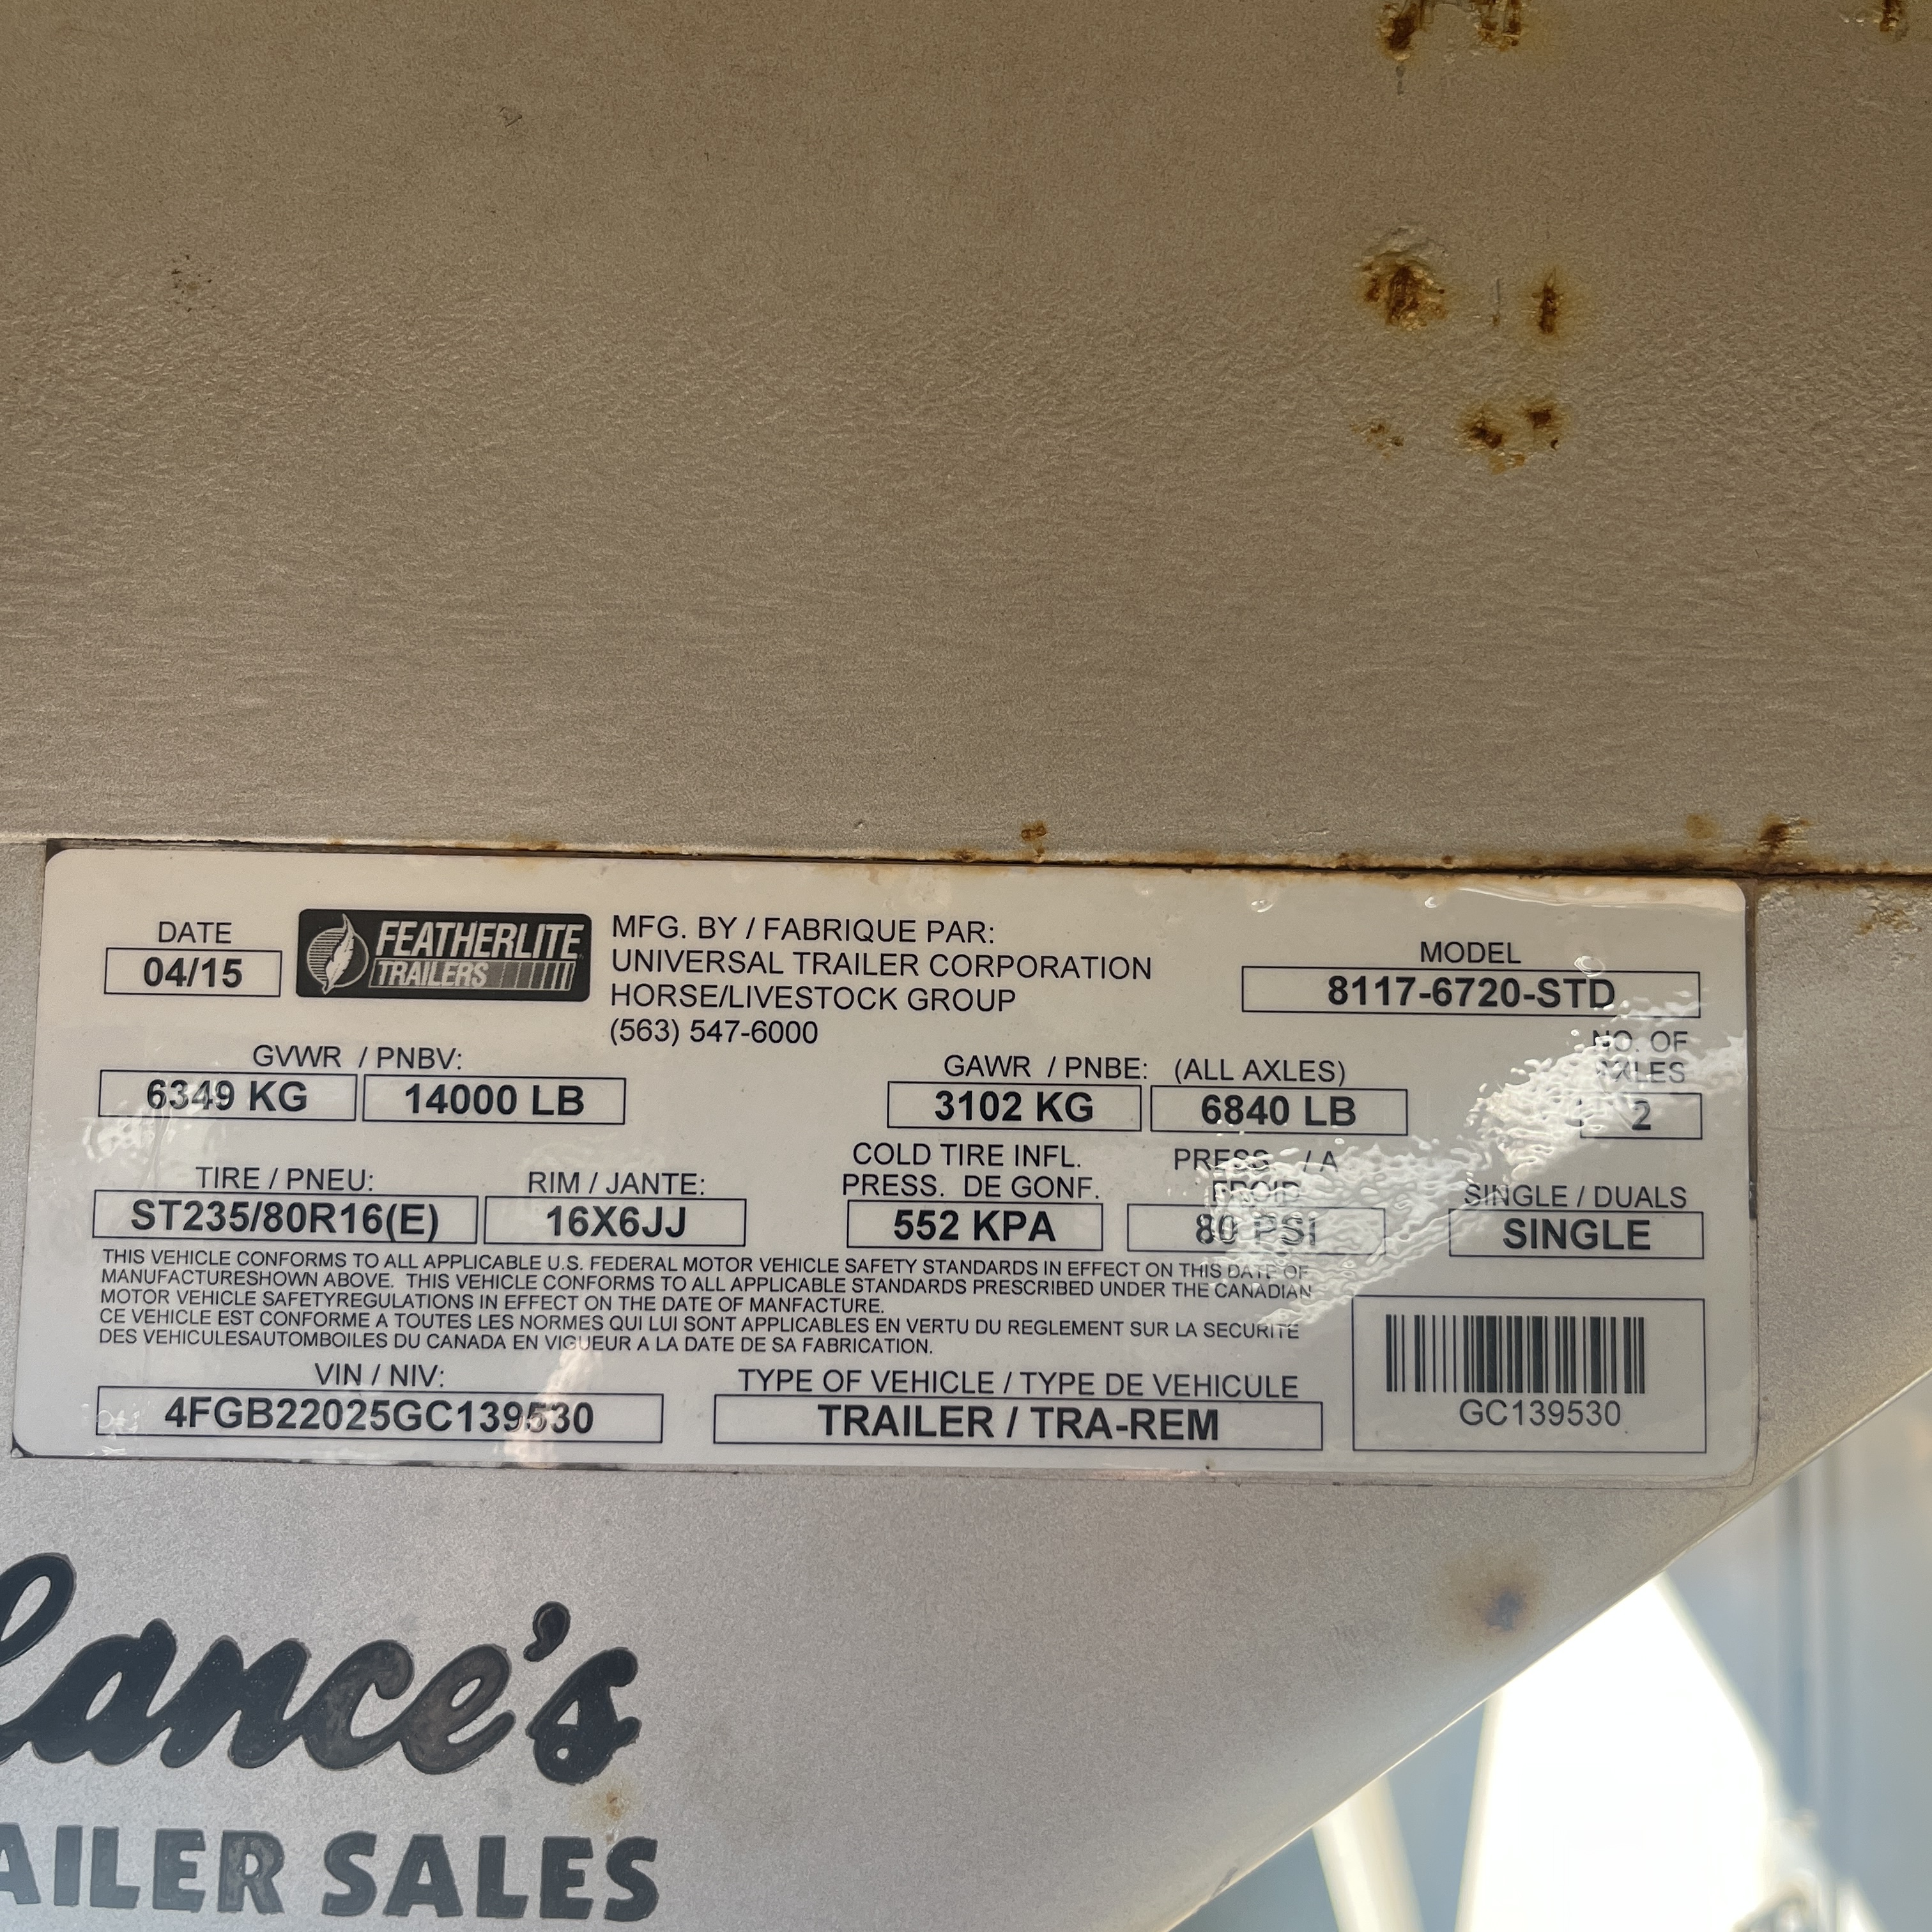 DATE
04/15
FEATHERLITE
TRAILERS
MFG. BY / FABRIQUE PAR:
UNIVERSAL TRAILER CORPORATION
HORSE/LIVESTOCK GROUP
(563) 547-6000
MODEL
8117-6720-STD
GVWR / PNBV:
6349 KG 14000 LB
GAWR / PNBE: (ALL AXLES)
3102 KG 6840 LB
NO. OF
AXLES
2
TIRE / PNEU:
ST235/80R16(E)
RIM / JANTE:
16X6JJ
COLD TIRE INFL.
PRESS. DE GONF.
552 KPA
PRESS / A
FROID
80 PSI
SINGLE / DUALS
SINGLE
THIS VEHICLE CONFORMS TO ALL APPLICABLE U.S. FEDERAL MOTOR VEHICLE SAFETY STANDARDS IN EFFECT ON THIS DATE OF
MANUFACTURESHOWN ABOVE. THIS VEHICLE CONFORMS TO ALL APPLICABLE STANDARDS PRESCRIBED UNDER THE CANADIAN
MOTOR VEHICLE SAFETYREGULATIONS IN EFFECT ON THE DATE OF MANFACTURE.
CE VEHICLE EST CONFORME A TOUTES LES NORMES QUI LUI SONT APPLICABLES EN VERTU DU REGLEMENT SUR LA SECURITE
DES VEHICULESAUTOMBOILES DU CANADA EN VIGUEUR A LA DATE DE SA FABRICATION.
VIN / NIV:
4FGB22025GC139530
TYPE OF VEHICLE / TYPE DE VEHICULE
TRAILER / TRA-REM
GC139530
lance's
AILER SALES